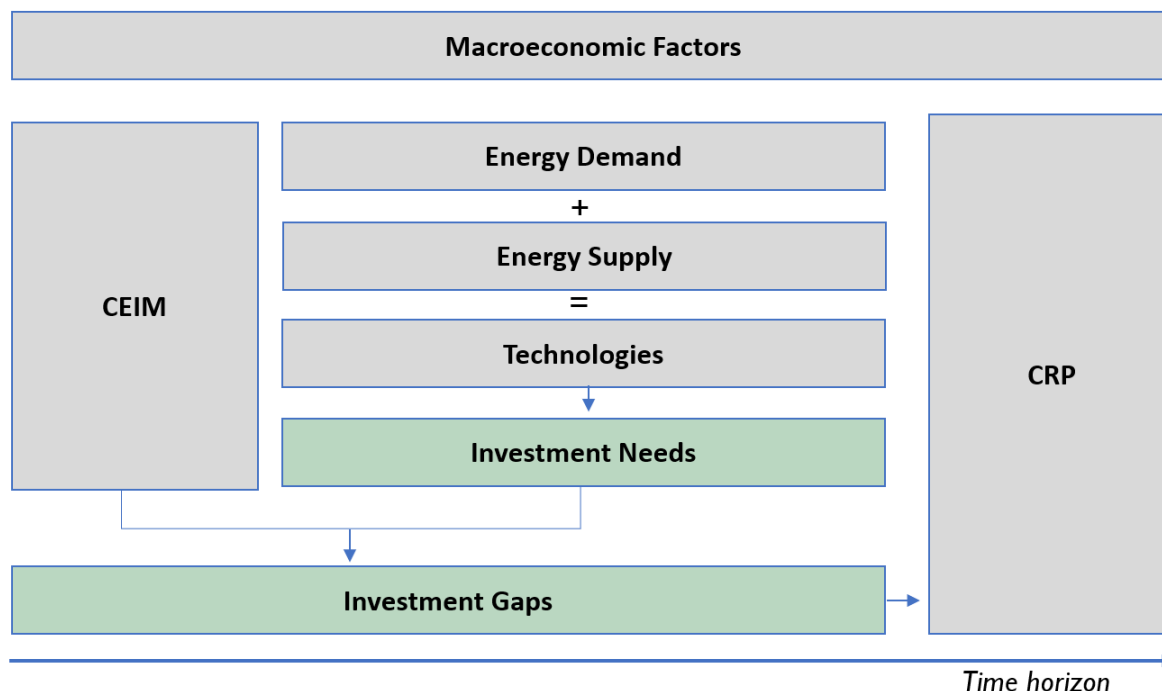 Macroeconomic Factors
CEIM
Energy Demand
+
Energy Supply
=
Technologies
Investment Needs
Investment Gaps
CRP
Time horizon